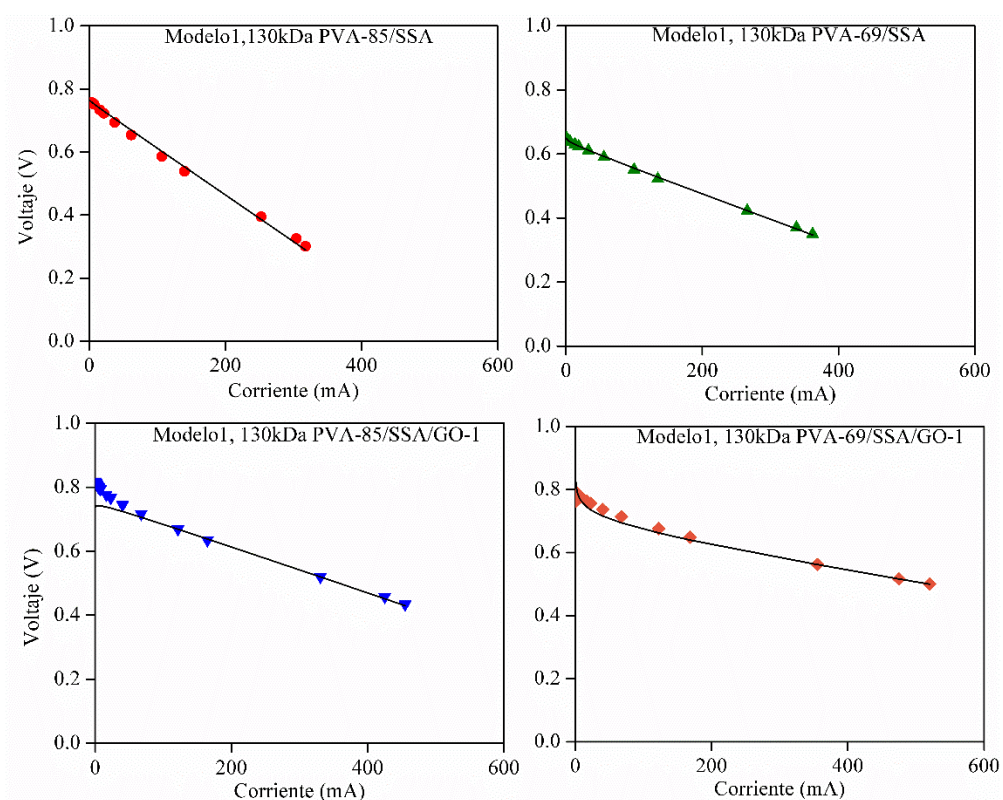 Modelo1,130kDa PVA-85/SSA
1.0
0.8
0.6
0.4
0.2
0.0
Voltaje (V)
0 200 400 600
Corriente (mA)
Modelo1, 130kDa PVA-69/SSA
1.0
0.8
0.6
0.4
0.2
0.0
0 200 400 600
Corriente (mA)
Modelo1, 130kDa PVA-85/SSA/GO-1
1.0
0.8
0.6
0.4
0.2
0.0
Voltaje (V)
0 200 400 600
Corriente (mA)
Modelo1, 130kDa PVA-69/SSA/GO-1
1.0
0.8
0.6
0.4
0.2
0.0
0 200 400 600
Corriente (mA)